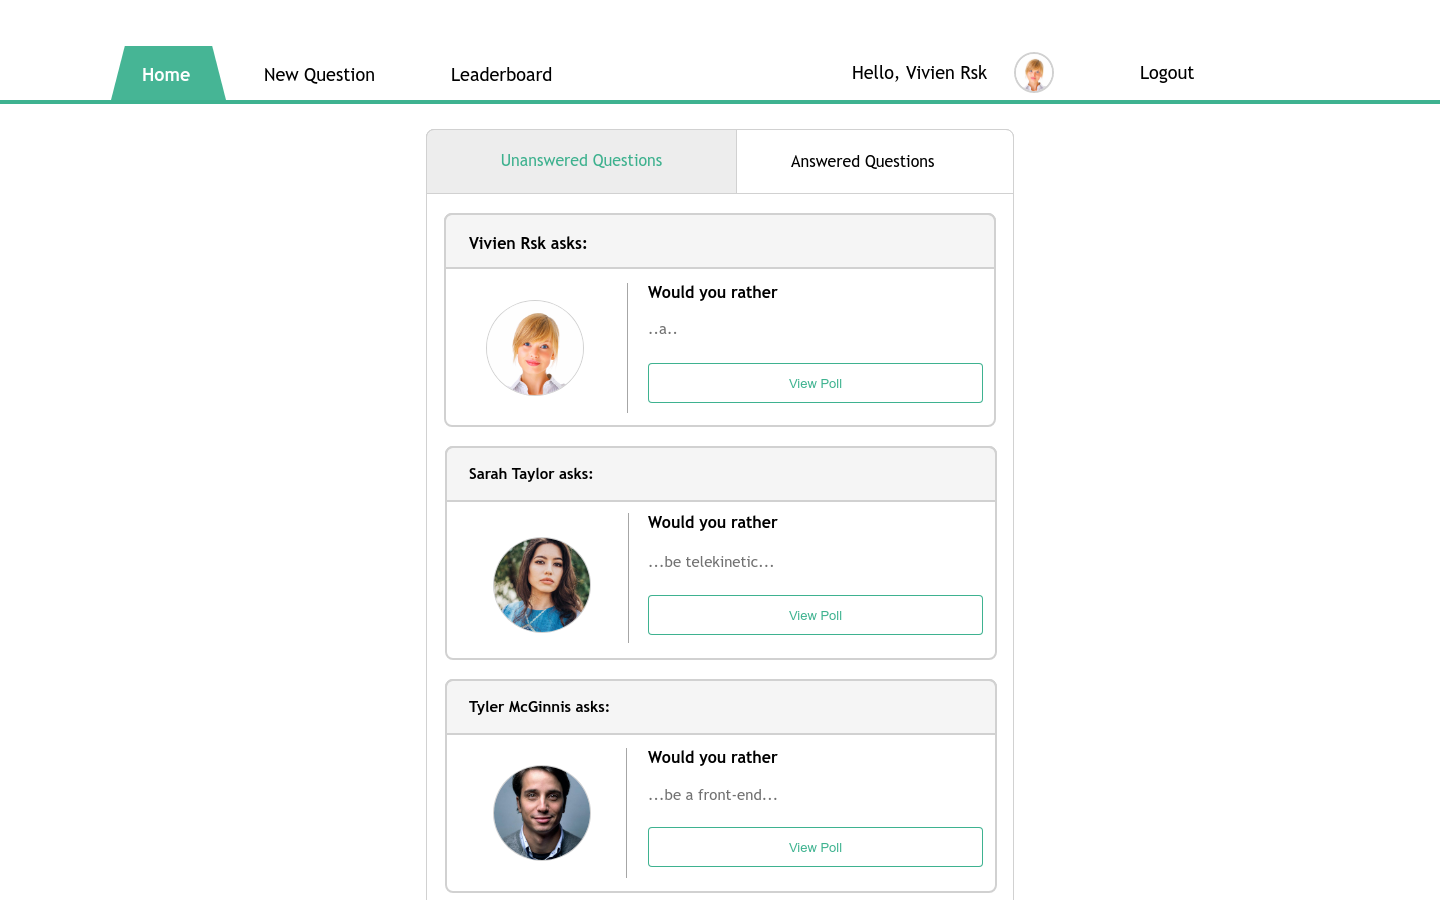 Home New Question Leaderboard Hello, Vivien Rsk Logout
Unanswered Questions Answered Questions
Vivien Rsk asks:
Would you rather
..a..
View Poll
Sarah Taylor asks:
Would you rather
...be telekinetic...
View Poll
Tyler McGinnis asks:
Would you rather
...be a front-end...
View Poll